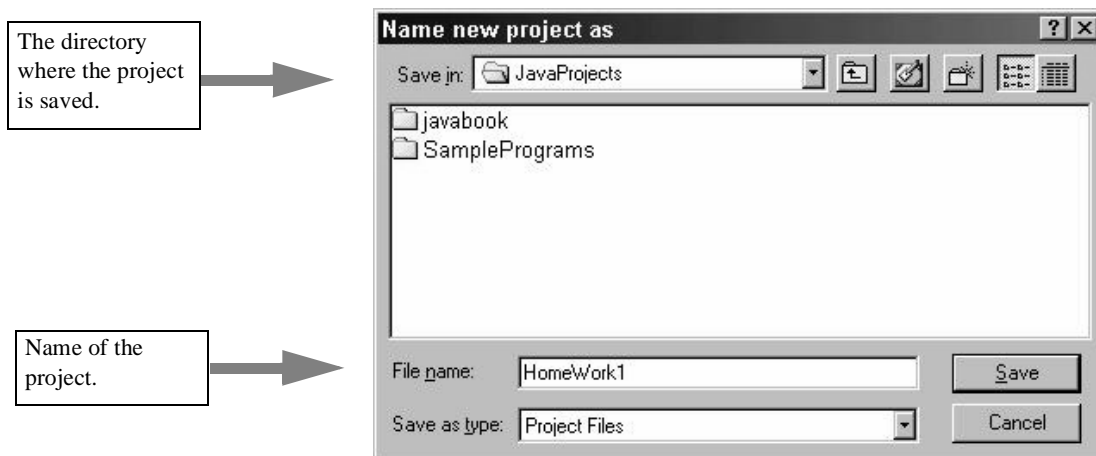 The directory
where the project
is saved.
Name new project as
Save in: JavaProjects
javabook
SamplePrograms
Name of the
project.
File name: HomeWork1 Save
Save as type: Project Files Cancel